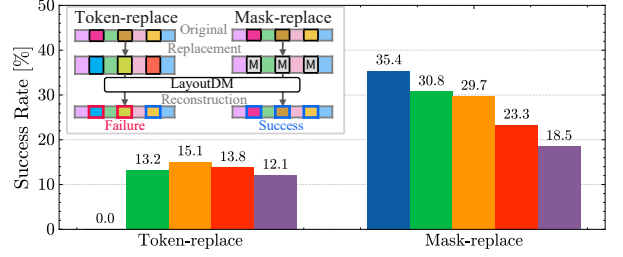 Success Rate [%]
50
40
30
20
10
0
Token-replace
Mask-replace
Original
Replacement
M M M
LayoutDM
Reconstruction
Failure
Success
0.0
13.2
15.1
13.8
12.1
35.4
30.8
29.7
23.3
18.5
Token-replace
Mask-replace